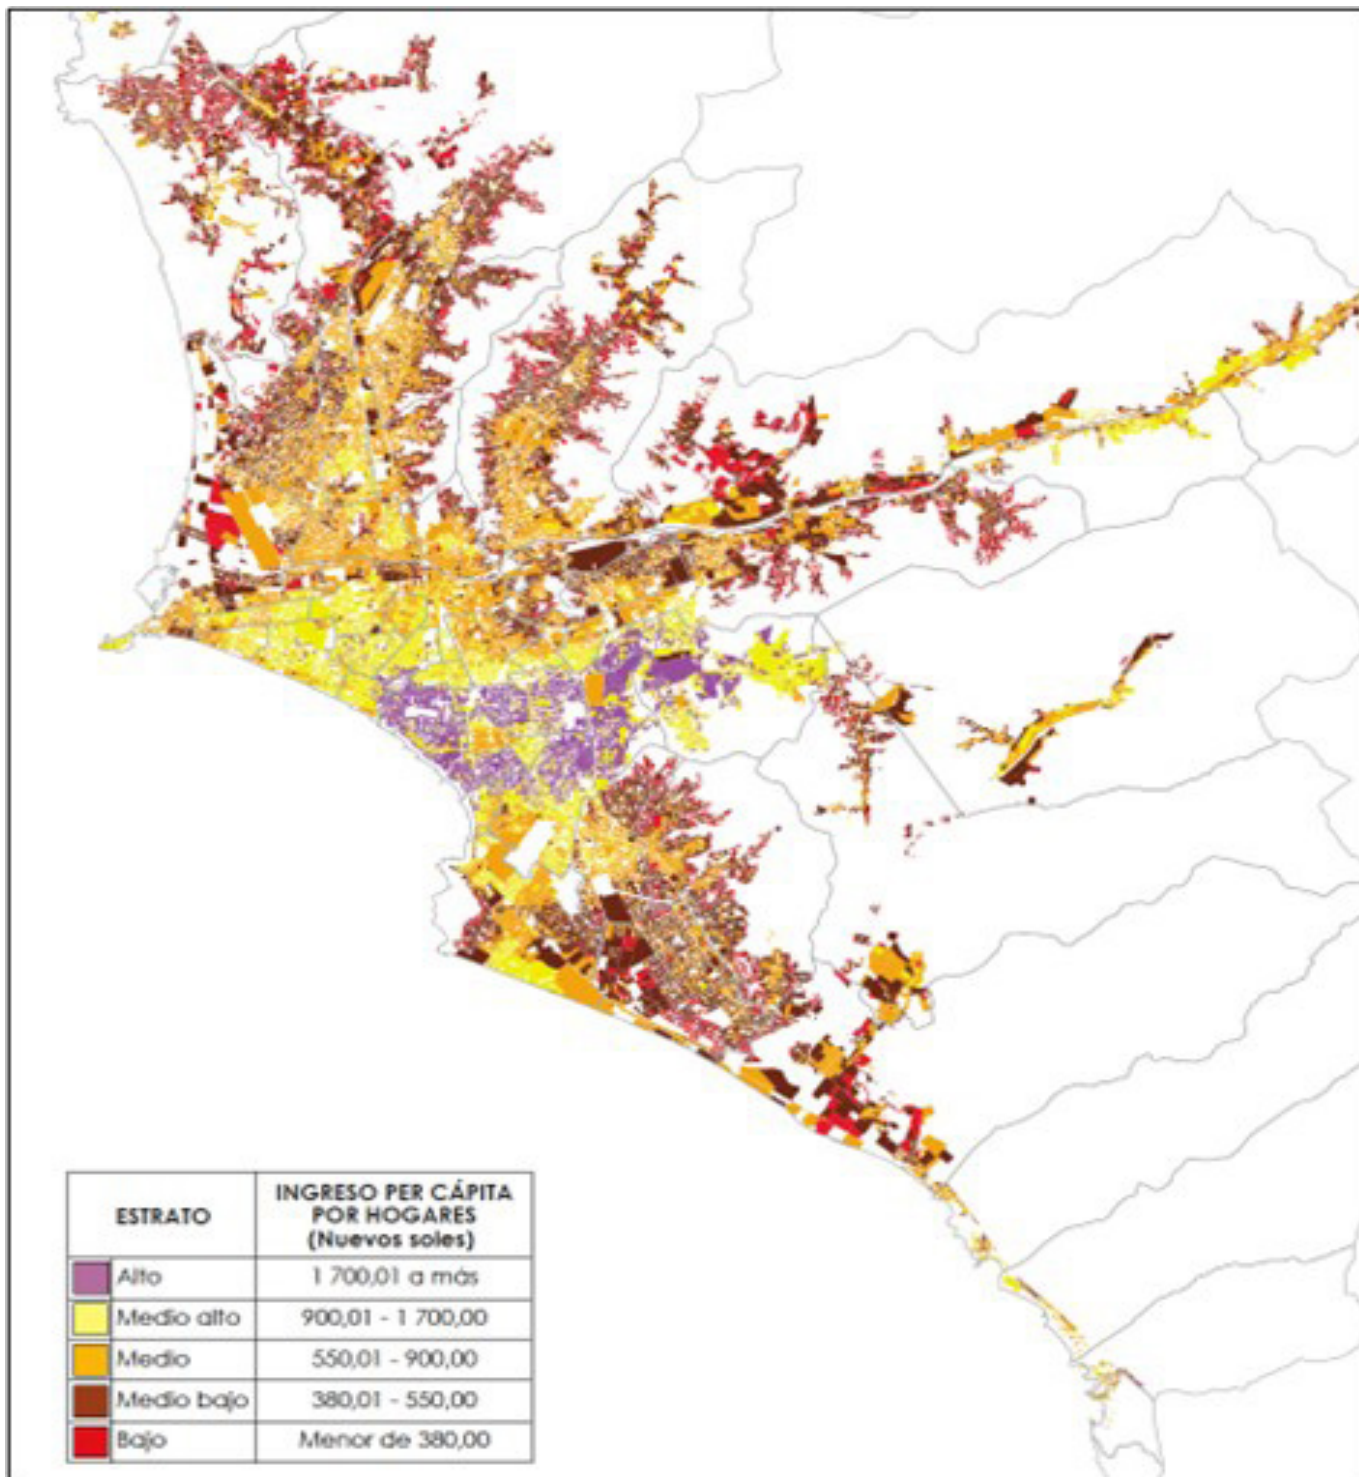 ESTRATO
INGRESO PER CÁPITA
POR HOGARES
(Nuevos soles)
Alto 1 700,01 a más
Medio alto 900,01 - 1 700,00
Medio 550,01 - 900,00
Medio bajo 380,01 - 550,00
Bajo Menor de 380,00